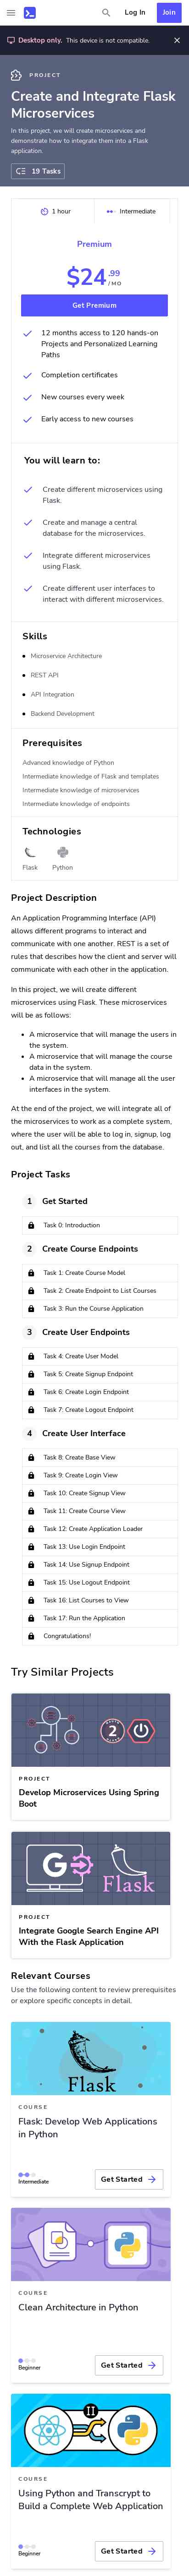 Log In
Join
Desktop only. This device is not compatible.
PROJECT
Create and Integrate Flask
Microservices
In this project, we will create microservices and
demonstrate how to integrate them into a Flask
application.
19 Tasks
1 hour
Intermediate
Premium
$24.99
/ MO
Get Premium
12 months access to 120 hands-on
Projects and Personalized Learning
Paths
Completion certificates
New courses every week
Early access to new courses
You will learn to:
Create different microservices using
Flask.
Create and manage a central
database for the microservices.
Integrate different microservices
using Flask.
Create different user interfaces to
interact with different microservices.
Skills
Microservice Architecture
REST API
API Integration
Backend Development
Prerequisites
Advanced knowledge of Python
Intermediate knowledge of Flask and templates
Intermediate knowledge of microservices
Intermediate knowledge of endpoints
Technologies
Flask
Python
Project Description
An Application Programming Interface (API)
allows different programs to interact and
communicate with one another. REST is a set of
rules that describes how the client and server will
communicate with each other in the application.
In this project, we will create different
microservices using Flask. These microservices
will be as follows:
A microservice that will manage the users in
the system.
A microservice that will manage the course
data in the system.
A microservice that will manage all the user
interfaces in the system.
At the end of the project, we will integrate all of
the microservices to work as a complete system,
where the user will be able to log in, signup, log
out, and list all the courses from the database.
Project Tasks
1 Get Started
Task 0: Introduction
2 Create Course Endpoints
Task 1: Create Course Model
Task 2: Create Endpoint to List Courses
Task 3: Run the Course Application
3 Create User Endpoints
Task 4: Create User Model
Task 5: Create Signup Endpoint
Task 6: Create Login Endpoint
Task 7: Create Logout Endpoint
4 Create User Interface
Task 8: Create Base View
Task 9: Create Login View
Task 10: Create Signup View
Task 11: Create Course View
Task 12: Create Application Loader
Task 13: Use Login Endpoint
Task 14: Use Signup Endpoint
Task 15: Use Logout Endpoint
Task 16: List Courses to View
Task 17: Run the Application
Congratulations!
Try Similar Projects
2
PROJECT
Develop Microservices Using Spring
Boot
G
Flask
PROJECT
Integrate Google Search Engine API
With the Flask Application
Relevant Courses
Use the following content to review prerequisites
or explore specific concepts in detail.
Flask
COURSE
Flask: Develop Web Applications
in Python
Intermediate
Get Started
COURSE
Clean Architecture in Python
Beginner
Get Started
COURSE
Using Python and Transcrypt to
Build a Complete Web Application
Beginner
Get Started